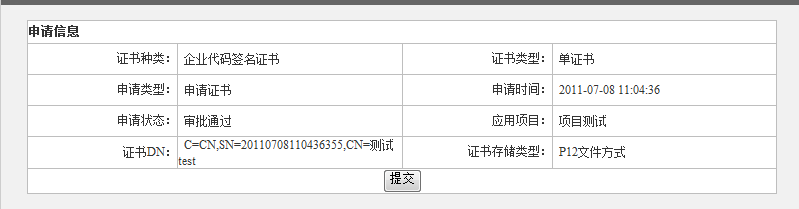 申请信息
证书种类： 企业代码签名证书 证书类型： 单证书
申请类型： 申请证书 申请时间： 2011-07-08 11:04:36
申请状态： 审批通过 应用项目： 项目测试
证书DN： C=CN,SN=20110708110436355,CN=测试 证书存储类型： P12文件方式
test
提交